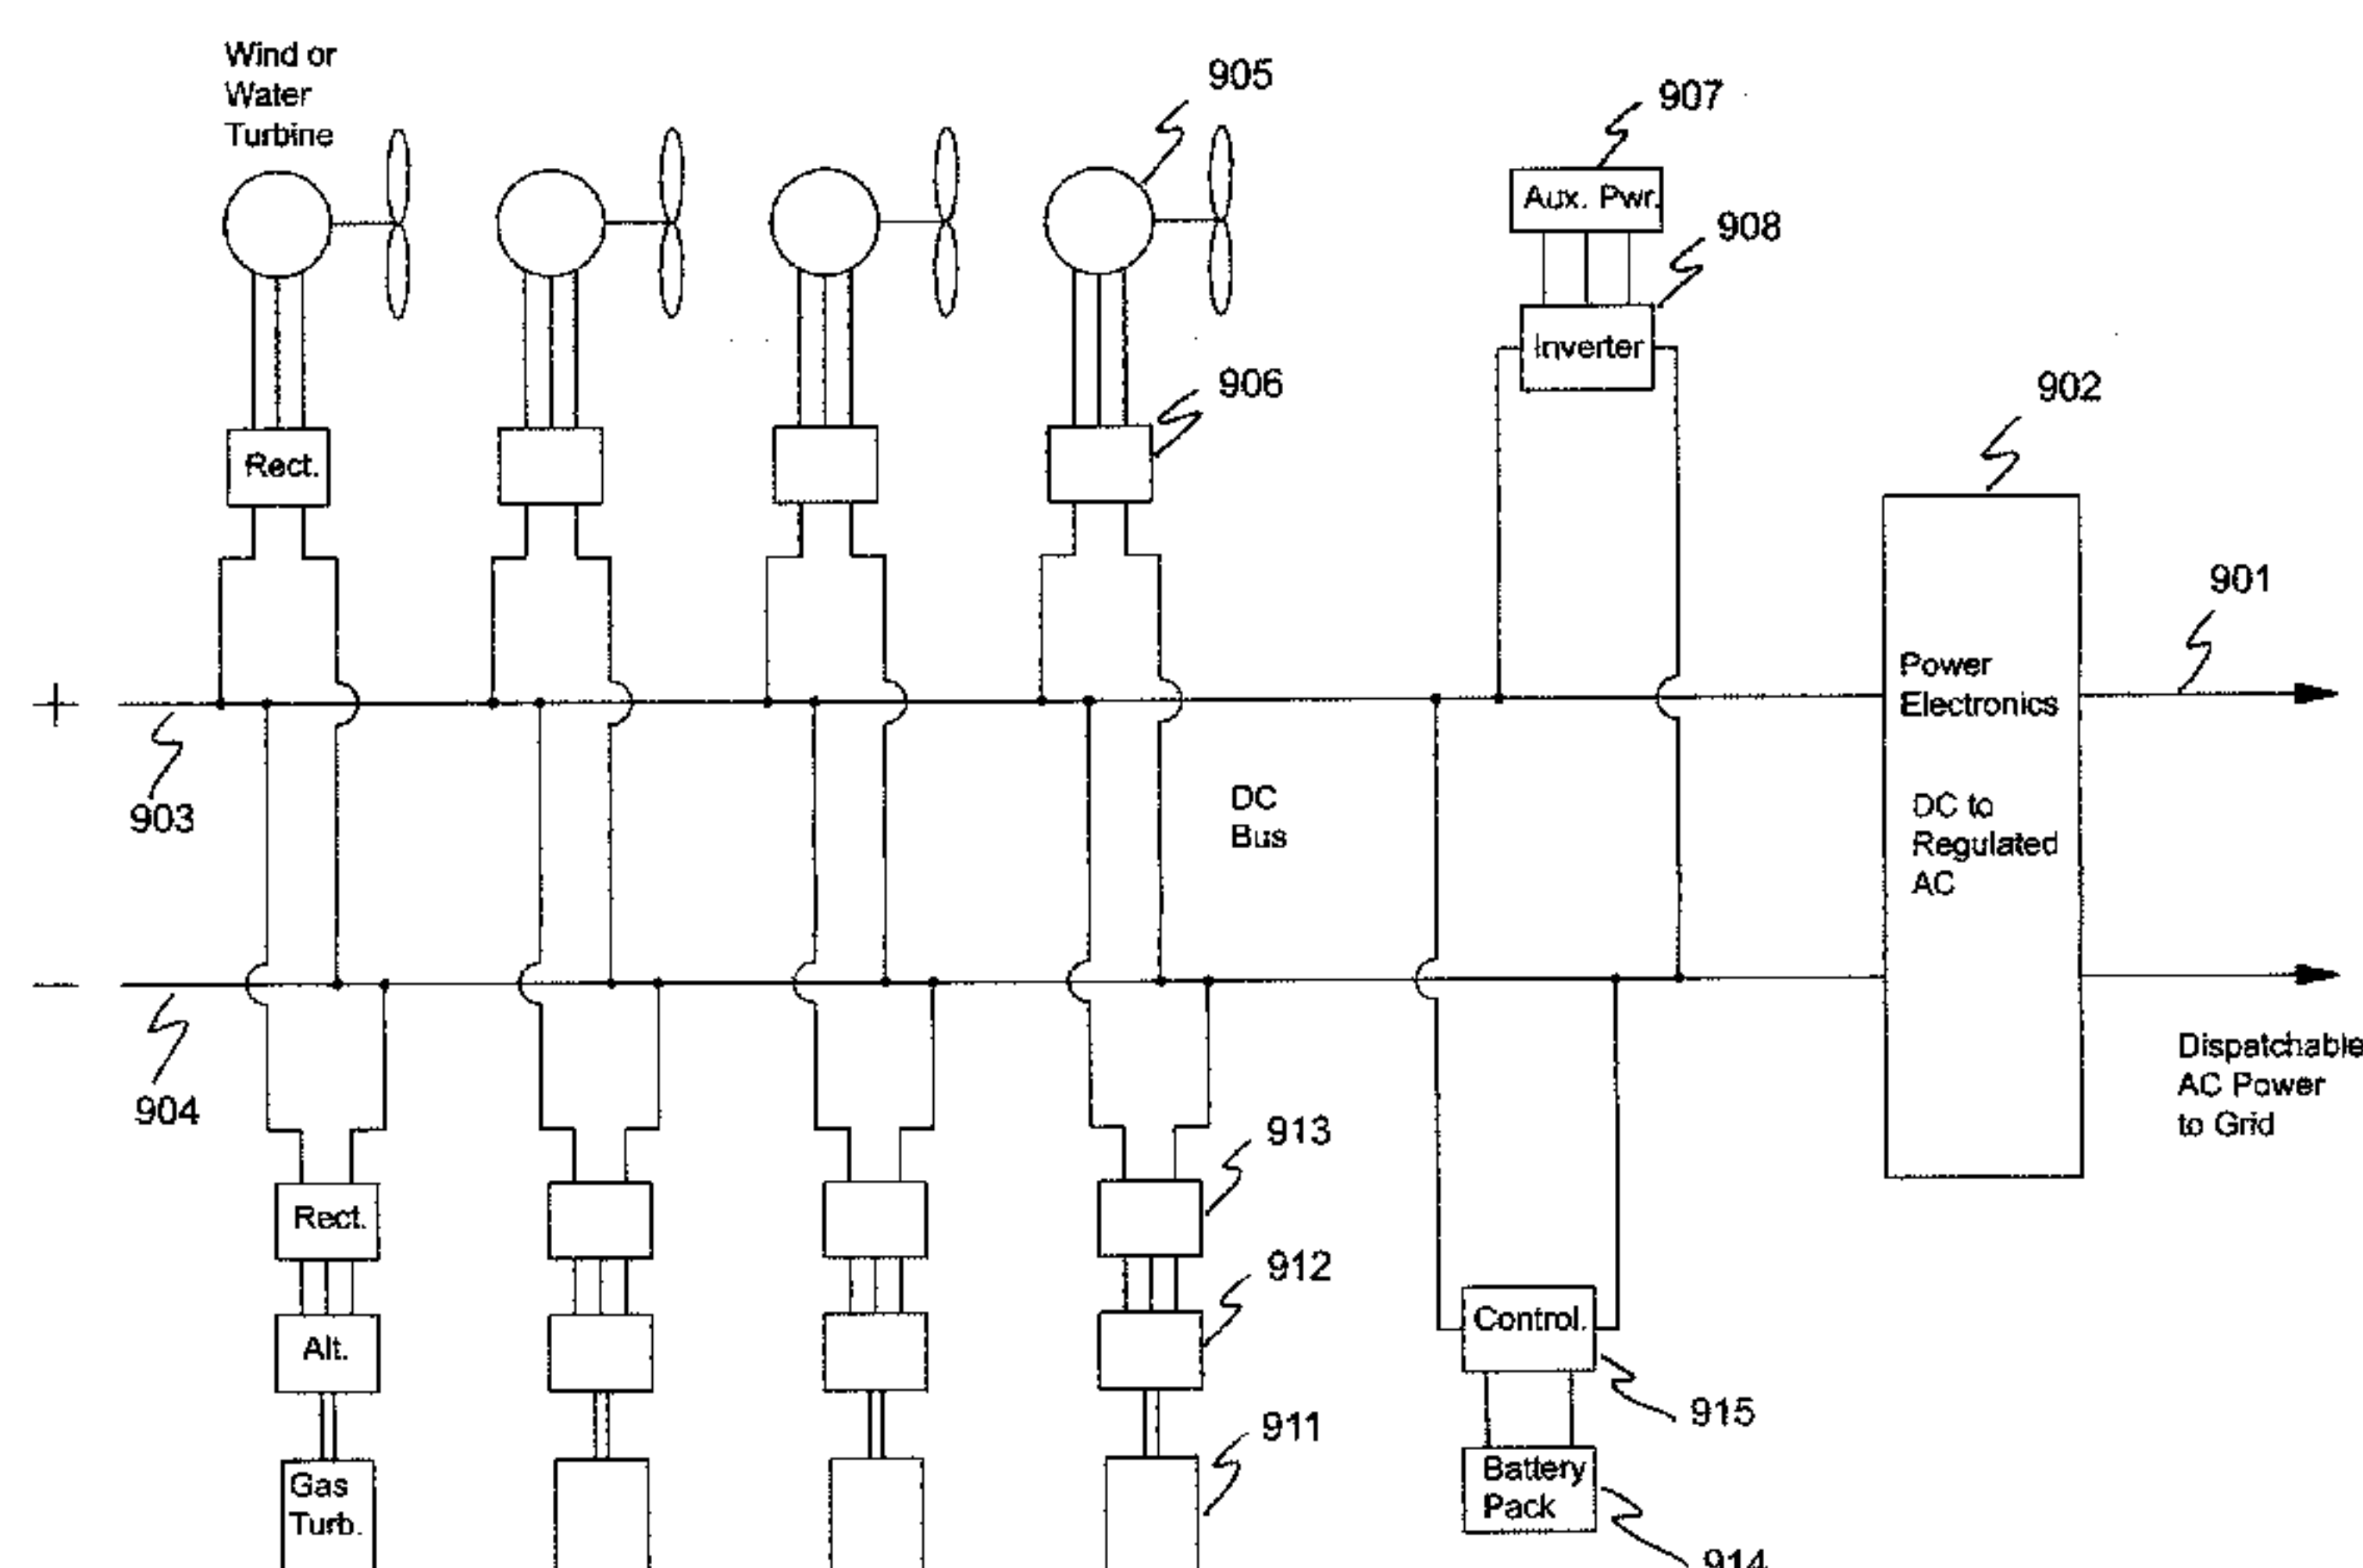 Wind or
Water
Turbine
905
907
Aux. Pwr.
908
Inverter
906
902
Rect.
901
Power
Electronics
+
903
DC
Bus
DC to
Regulated
AC
—
904
Dispatchable
AC Power
to Grid
913
Rect.
912
Control.
Alt.
915
911
Gas
Turb.
Battery
Pack
914